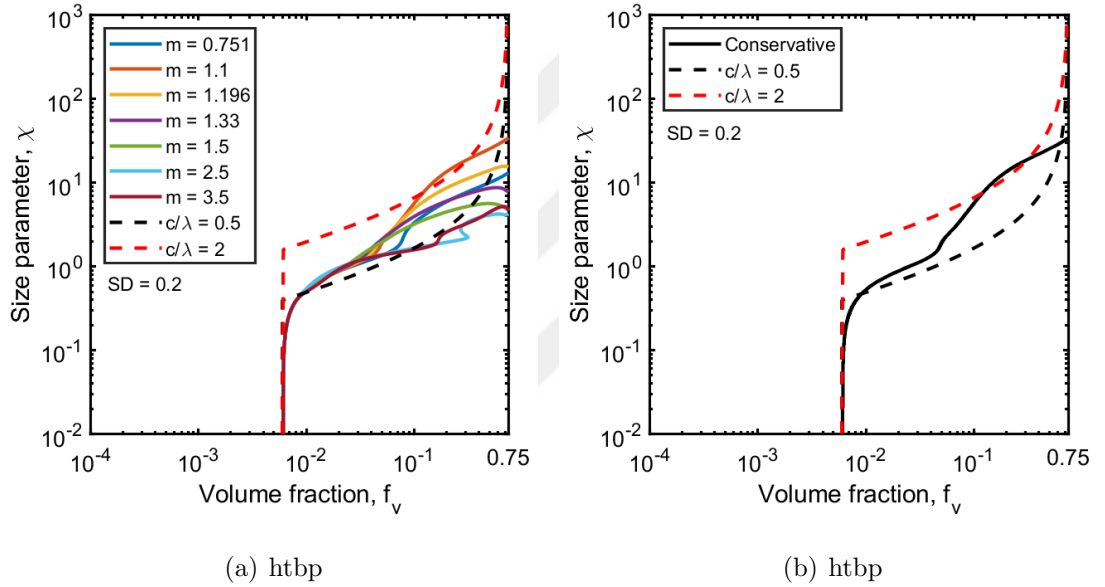 10^3
10^2
10^1
10^0
10^-1
10^-2
Size parameter, χ
m = 0.751
m = 1.1
m = 1.196
m = 1.33
m = 1.5
m = 2.5
m = 3.5
c/λ = 0.5
c/λ = 2
SD = 0.2
10^-4
10^-3
10^-2
10^-1
0.75
Volume fraction, f_v
(a) htbp
10^3
10^2
10^1
10^0
10^-1
10^-2
Size parameter, χ
Conservative
c/λ = 0.5
c/λ = 2
SD = 0.2
10^-4
10^-3
10^-2
10^-1
0.75
Volume fraction, f_v
(b) htbp